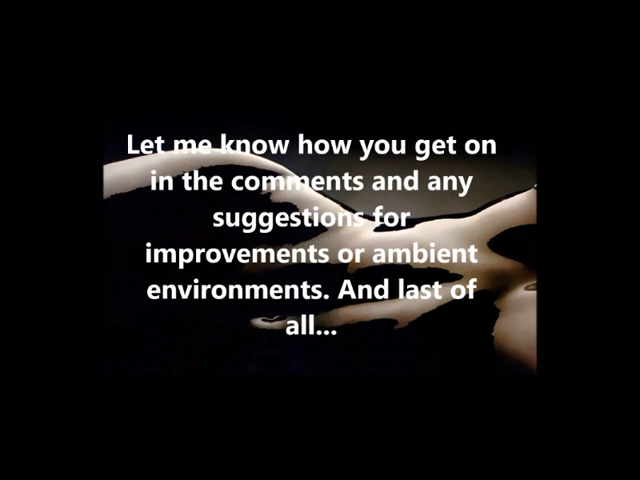 Let me know how you get on
in the comments and any
suggestions for
improvements or ambient
environments. And last of
all...